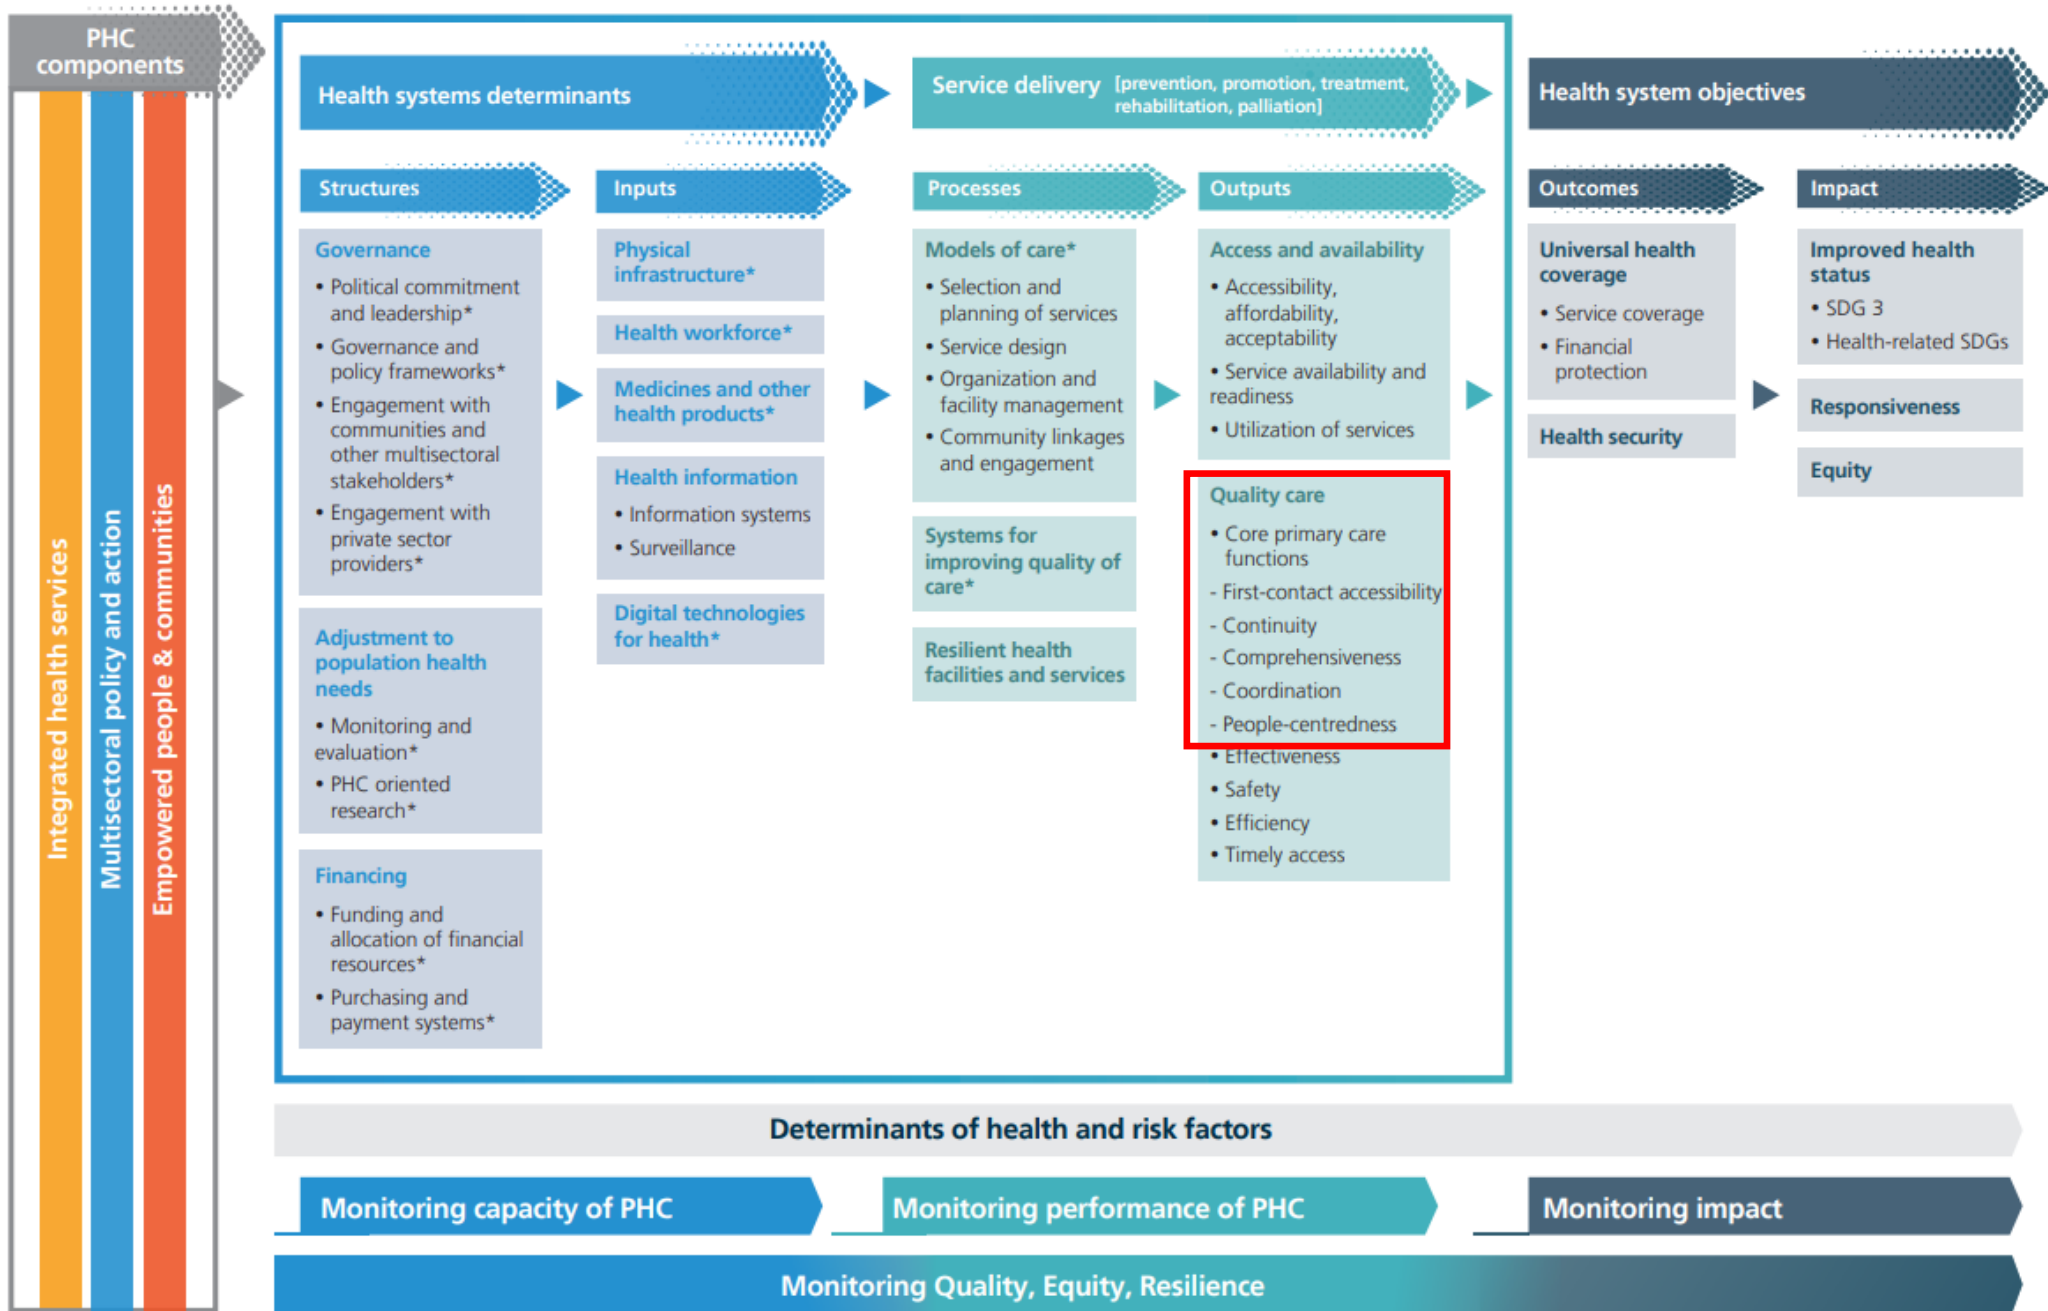 PHC
components
Integrated health services
Multisectoral policy and action
Empowered people & communities
Health systems determinants
Service delivery [prevention, promotion, treatment,
rehabilitation, palliation]
Health system objectives
Structures
Governance
• Political commitment
and leadership*
• Governance and
policy frameworks*
• Engagement with
communities and
other multisectoral
stakeholders*
• Engagement with
private sector
providers*
Adjustment to
population health
needs
• Monitoring and
evaluation*
• PHC oriented
research*
Financing
• Funding and
allocation of financial
resources*
• Purchasing and
payment systems*
Inputs
Physical
infrastructure*
Health workforce*
Medicines and other
health products*
Health information
• Information systems
• Surveillance
Digital technologies
for health*
Processes
Models of care*
• Selection and
planning of services
• Service design
• Organization and
facility management
• Community linkages
and engagement
Systems for
improving quality of
care*
Resilient health
facilities and services
Outputs
Access and availability
• Accessibility,
affordability,
acceptability
• Service availability and
readiness
• Utilization of services
Quality care
• Core primary care
functions
- First-contact accessibility
- Continuity
- Comprehensiveness
- Coordination
- People-centredness
• Effectiveness
• Safety
• Efficiency
• Timely access
Outcomes
Universal health
coverage
• Service coverage
• Financial
protection
Health security
Impact
Improved health
status
• SDG 3
• Health-related SDGs
Responsiveness
Equity
Determinants of health and risk factors
Monitoring capacity of PHC
Monitoring performance of PHC
Monitoring impact
Monitoring Quality, Equity, Resilience